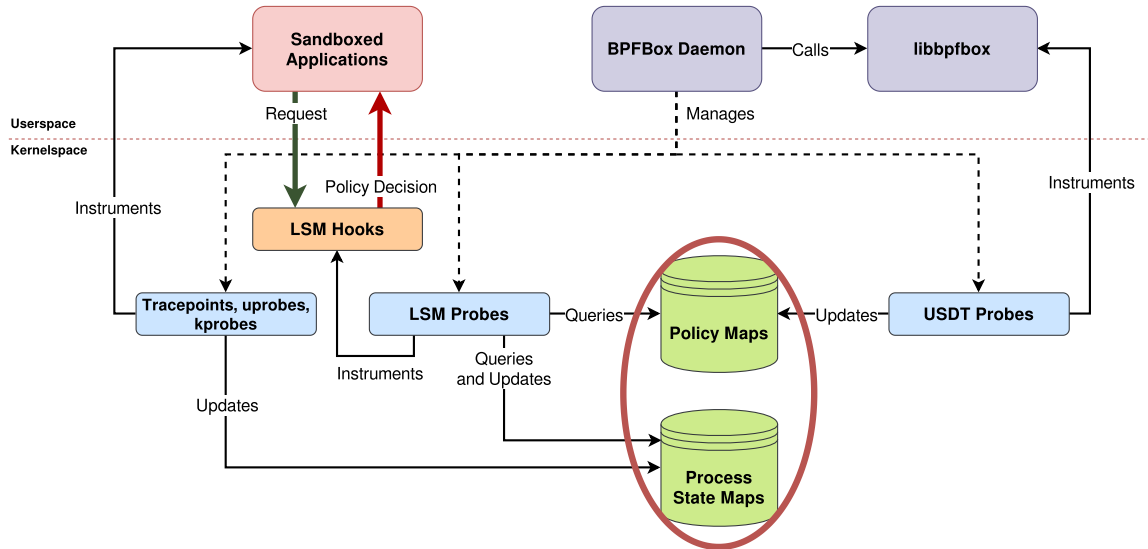 Sandboxed
Applications
BPFBox Daemon
Calls
libbpfbox
Request
Manages
Userspace
Kernelspace
Policy Decision
Instruments
Instruments
LSM Hooks
Tracepoints, uprobes,
kprobes
LSM Probes
Queries
Policy Maps
Updates
USDT Probes
Instruments
Queries
and Updates
Updates
Process
State Maps